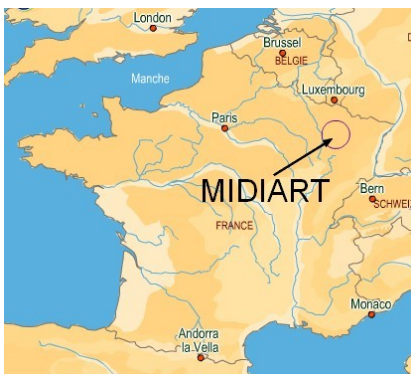 London
Brussel
BELGIE
Manche
Luxembourg
Paris
MIDIART
Bern
SCHWEI
FRANCE
Monaco
Andorra
la Vella